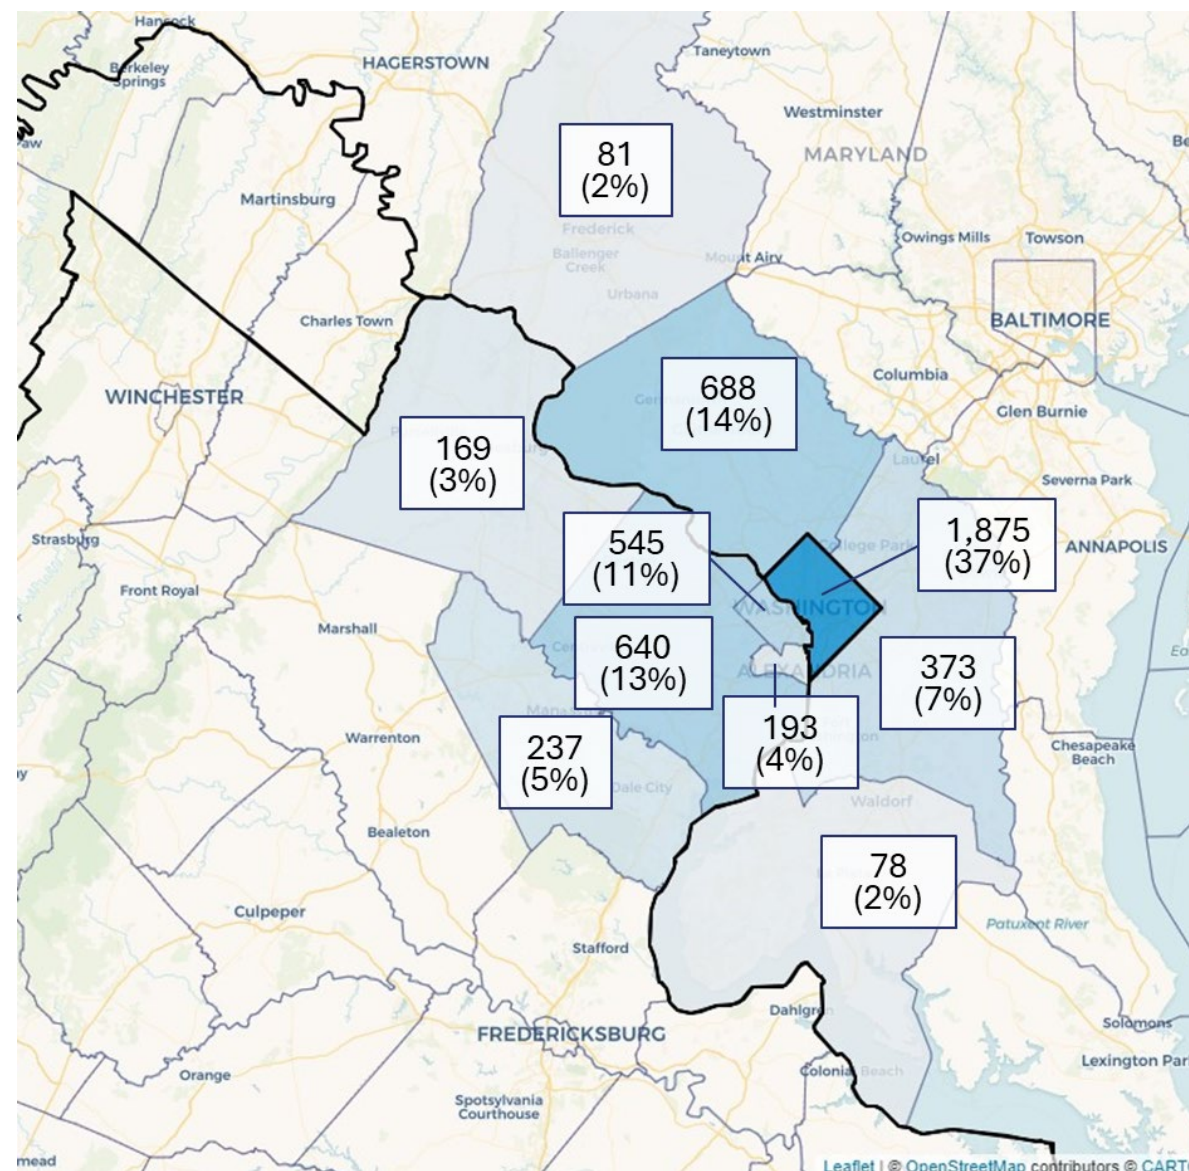 Hancock
Taneytown
HAGERSTOWN
Berkeley
Springs
Westminster
81
(2%)
MARYLAND
Martinsburg
Frederick
Owings Mills
Towson
Ballenger
Creek
Mount Airy
Urbana
Charles Town
BALTIMORE
688
(14%)
Columbia
WINCHESTER
Glen Burnie
169
(3%)
Laurel
Severna Park
1,875
(37%)
545
(11%)
College Park
ANNAPOLIS
Strasburg
Front Royal
WASHINGTON
Marshall
640
(13%)
ALEXANDRIA
373
(7%)
193
(4%)
237
(5%)
Warrenton
Chesapeake
Beach
Dale City
Waldorf
Bealeton
78
(2%)
Culpeper
Patuxent River
Stafford
Dahlgren
FREDERICKSBURG
Solomons
Lexington Par
Orange
Colonial Beach
Spotsylvania
Courthouse
mead
Leaflet | © OpenStreetMap contributors © CART